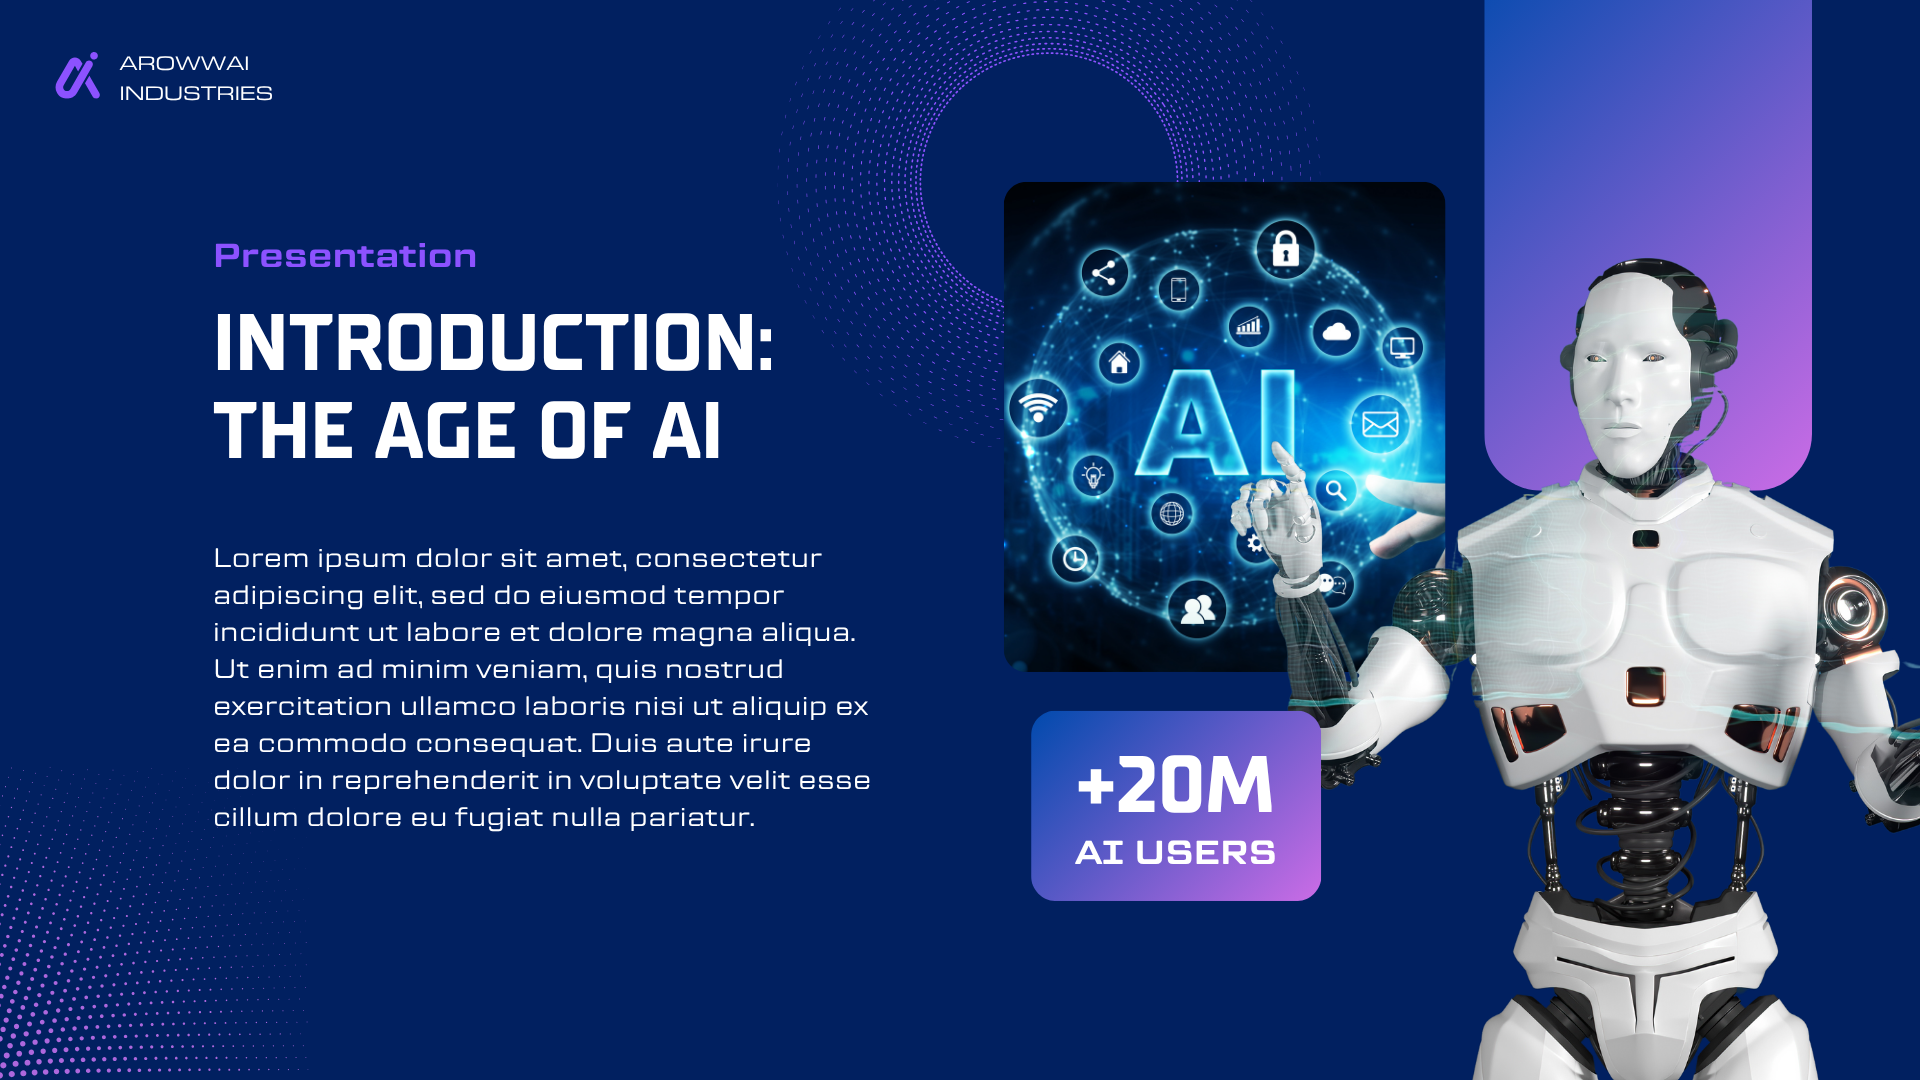 AROWWAI
INDUSTRIES
Presentation
INTRODUCTION:
THE AGE OF AI
Lorem ipsum dolor sit amet, consectetur
adipiscing elit, sed do eiusmod tempor
incididunt ut labore et dolore magna aliqua.
Ut enim ad minim veniam, quis nostrud
exercitation ullamco laboris nisi ut aliquip ex
ea commodo consequat. Duis aute irure
dolor in reprehenderit in voluptate velit esse
cillum dolore eu fugiat nulla pariatur.
AI
+20M
AI USERS